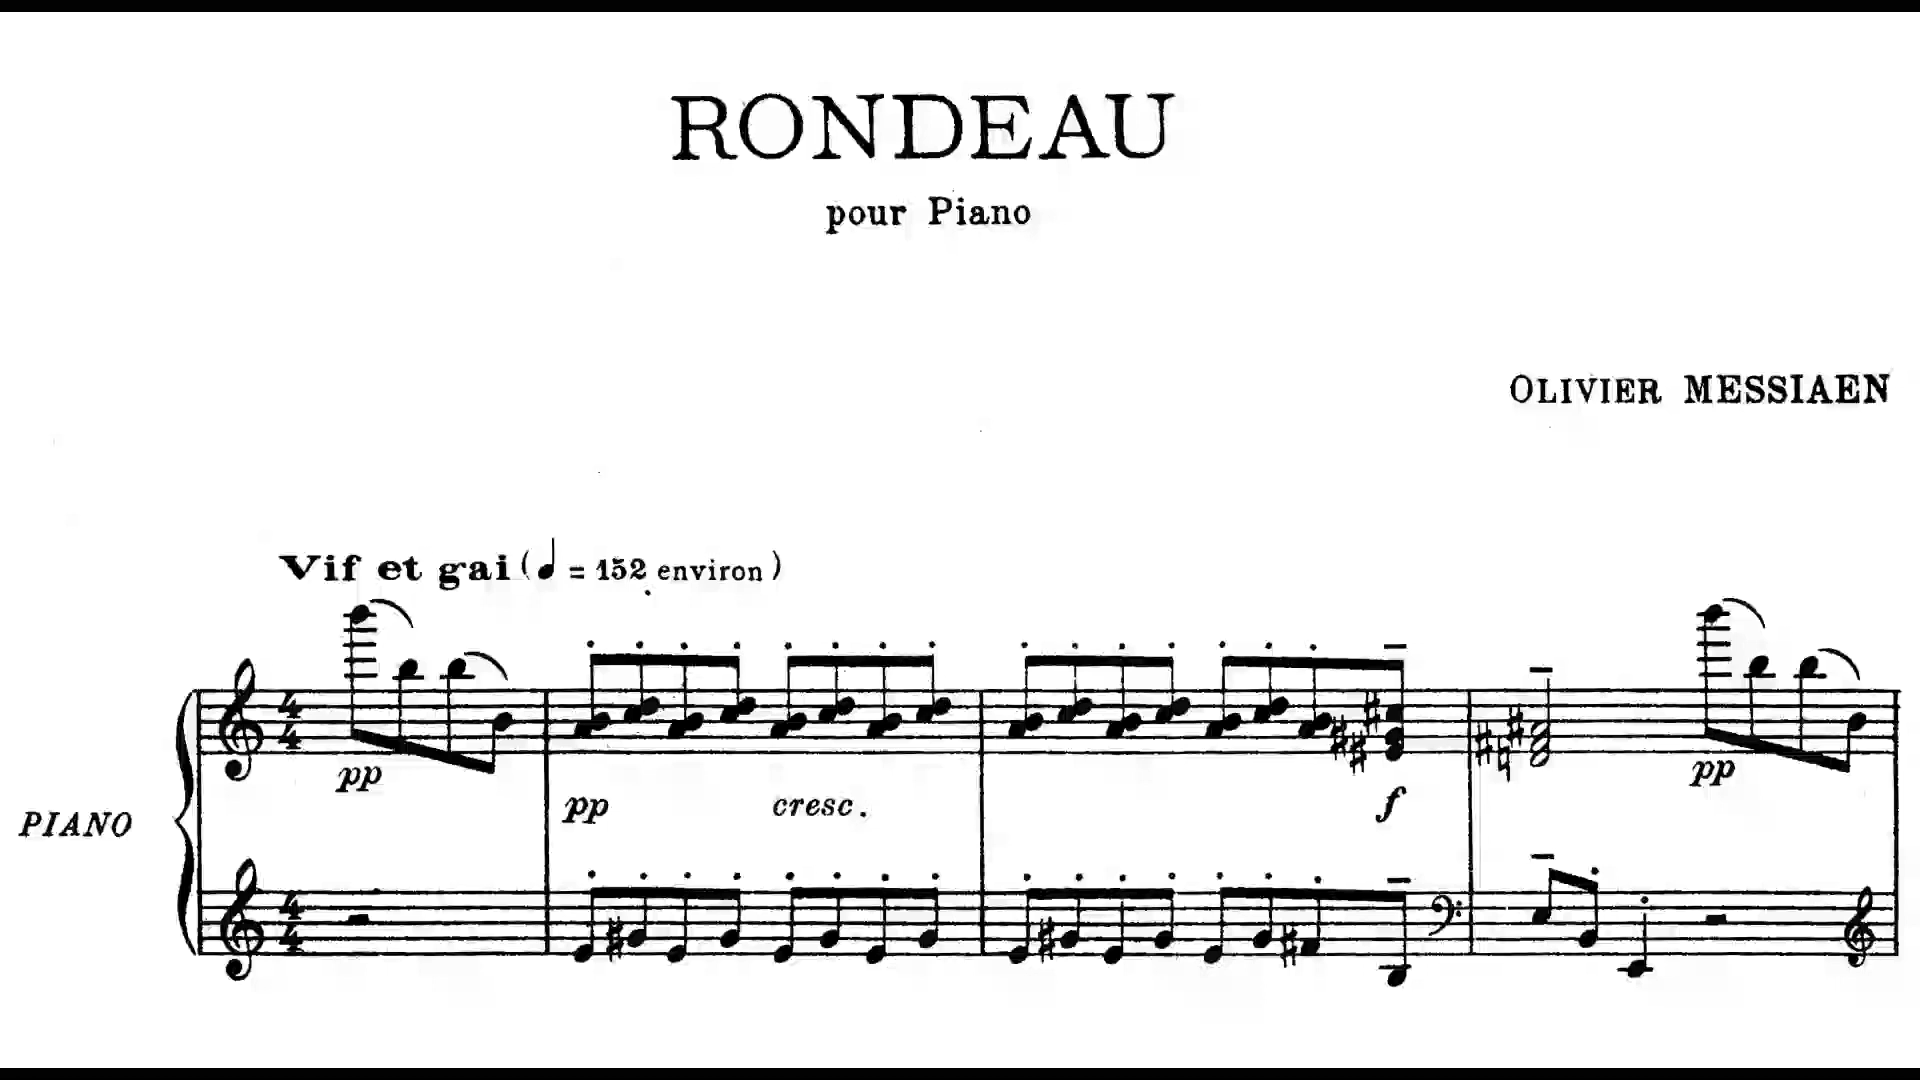 RONDEAU
pour Piano
OLIVIER MESSIAEN
Vif et gai (♩ = 152 environ)
pp
pp
PIANO
pp cresc. f